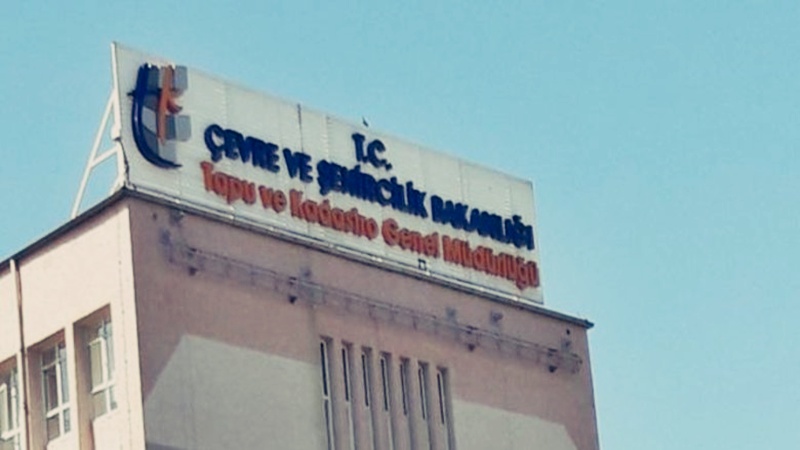 T.C.
ÇEVRE VE ŞEHİRCİLİK BAKANLIĞI
Tapu ve Kadastro Genel Müdürlüğü